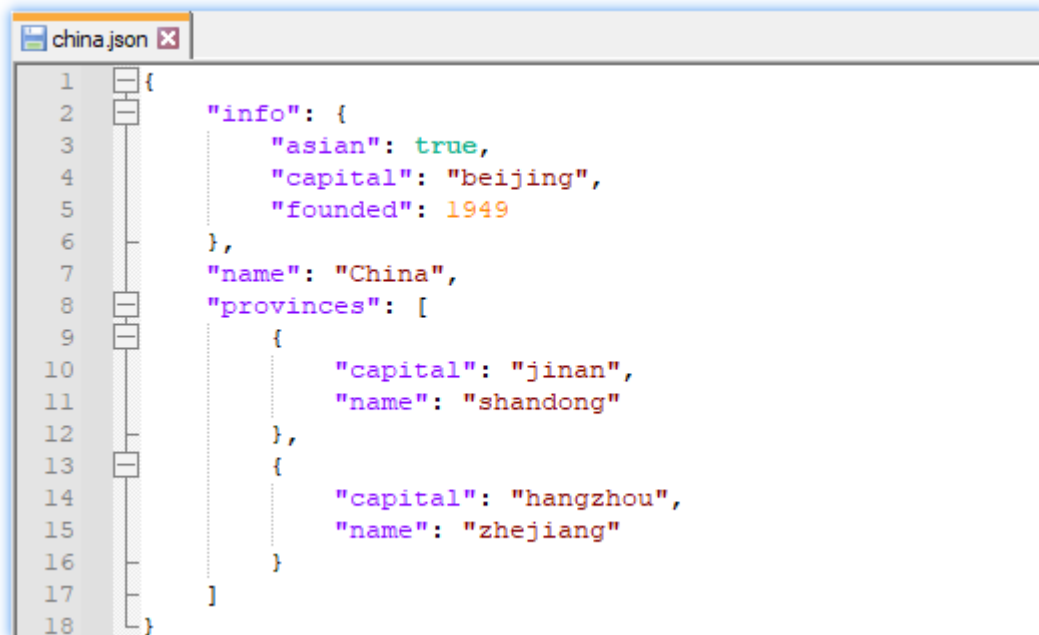 china.json
1 {
2     "info": {
3         "asian": true,
4         "capital": "beijing",
5         "founded": 1949
6     },
7     "name": "China",
8     "provinces": [
9         {
10             "capital": "jinan",
11             "name": "shandong"
12         },
13         {
14             "capital": "hangzhou",
15             "name": "zhejiang"
16         }
17     ]
18 }